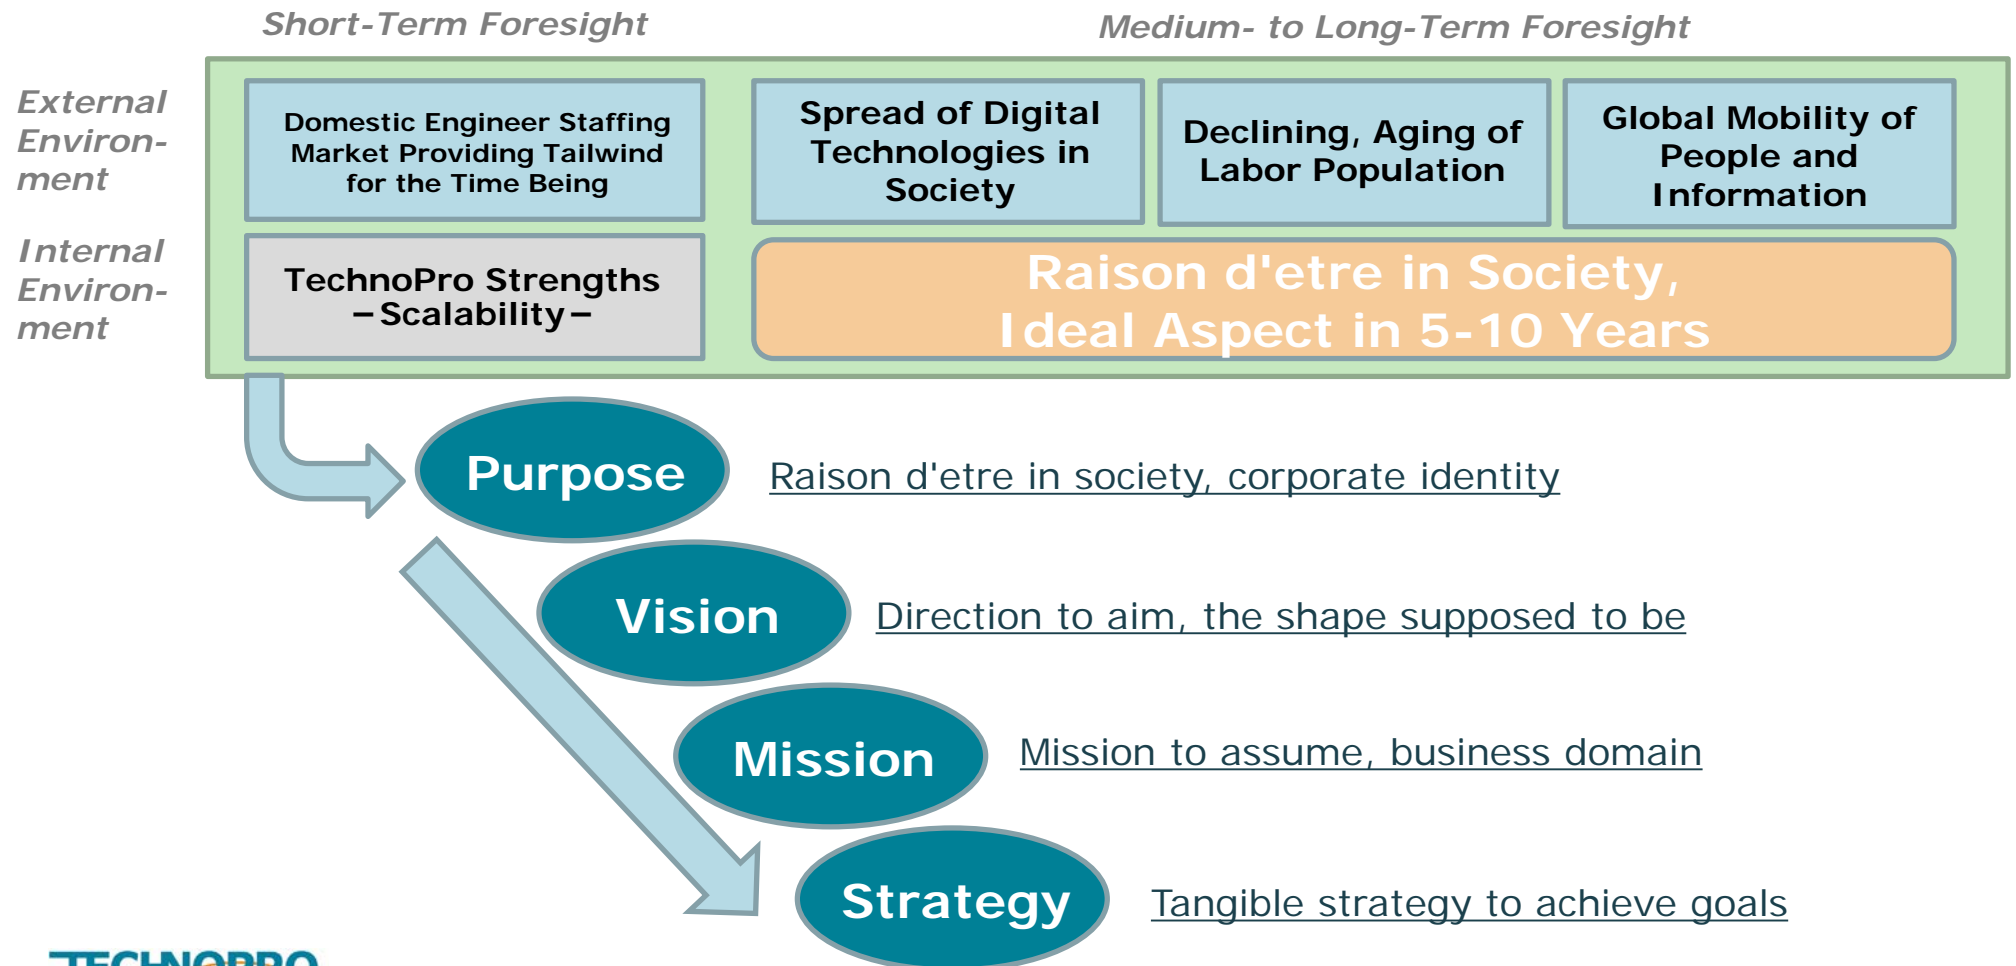 Short-Term Foresight
Medium- to Long-Term Foresight
External
Environ-
ment
Domestic Engineer Staffing
Market Providing Tailwind
for the Time Being
Spread of Digital
Technologies in
Society
Declining, Aging of
Labor Population
Global Mobility of
People and
Information
Internal
Environ-
ment
TechnoPro Strengths
–Scalability–
Raison d'etre in Society,
Ideal Aspect in 5-10 Years
Purpose
Raison d'etre in society, corporate identity
Vision
Direction to aim, the shape supposed to be
Mission
Mission to assume, business domain
Strategy
Tangible strategy to achieve goals
TECHNOPRO